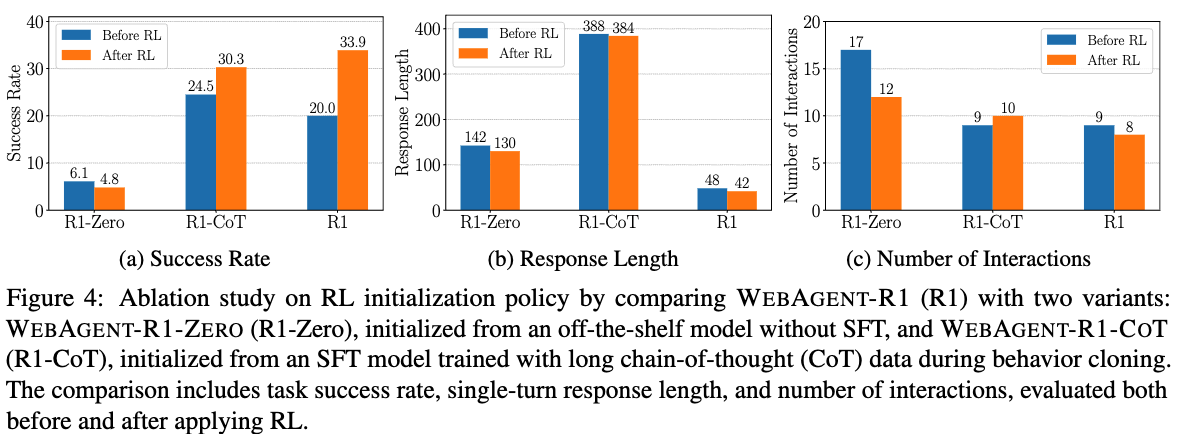 40
30
20
10
0
Success Rate
Before RL
After RL
6.1
4.8
24.5
30.3
20.0
33.9
R1-Zero
R1-CoT
R1
(a) Success Rate
400
300
200
100
0
Response Length
Before RL
After RL
142
130
388
384
48
42
R1-Zero
R1-CoT
R1
(b) Response Length
20
15
10
5
0
Number of Interactions
Before RL
After RL
17
12
9
10
9
8
R1-Zero
R1-CoT
R1
(c) Number of Interactions
Figure 4: Ablation study on RL initialization policy by comparing WEBAGENT-R1 (R1) with two variants:
WEBAGENT-R1-ZERO (R1-Zero), initialized from an off-the-shelf model without SFT, and WEBAGENT-R1-COT
(R1-CoT), initialized from an SFT model trained with long chain-of-thought (CoT) data during behavior cloning.
The comparison includes task success rate, single-turn response length, and number of interactions, evaluated both
before and after applying RL.